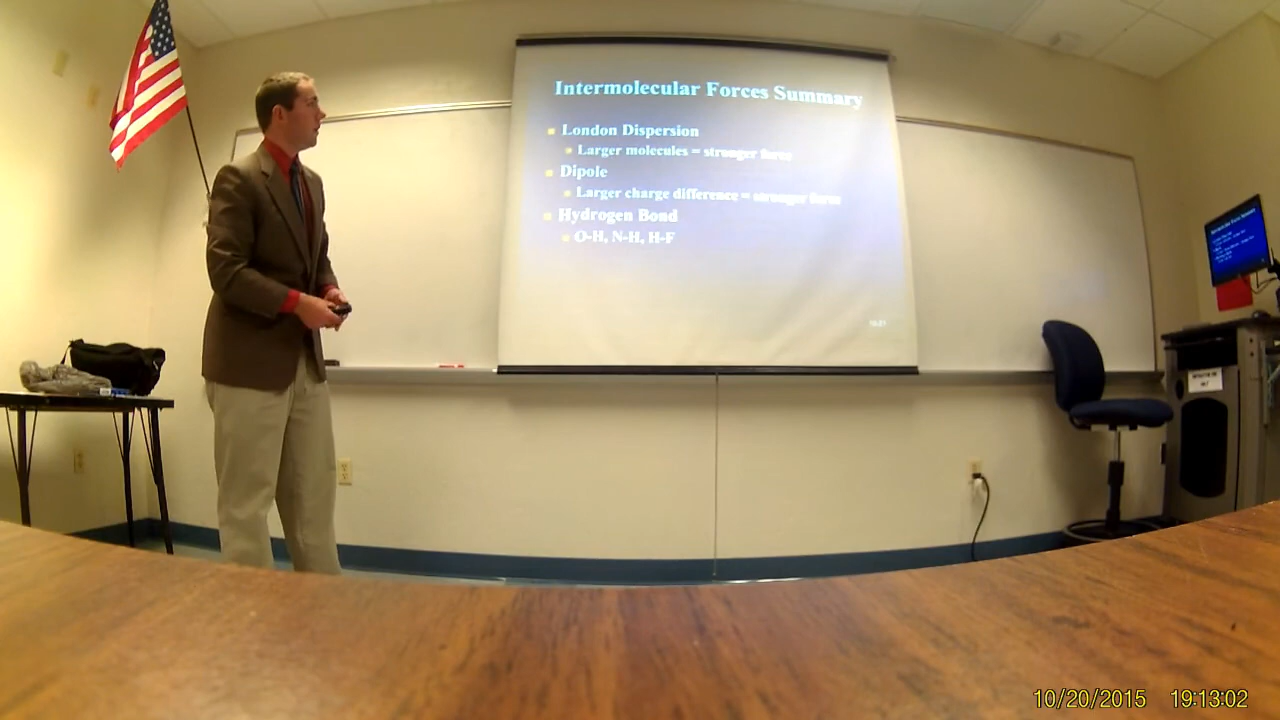 Intermolecular Forces Summary
London Dispersion
Larger molecules = stronger force
Dipole
Larger charge difference = stronger force
Hydrogen Bond
O-H, N-H, H-F
10/20/2015 19:13:02